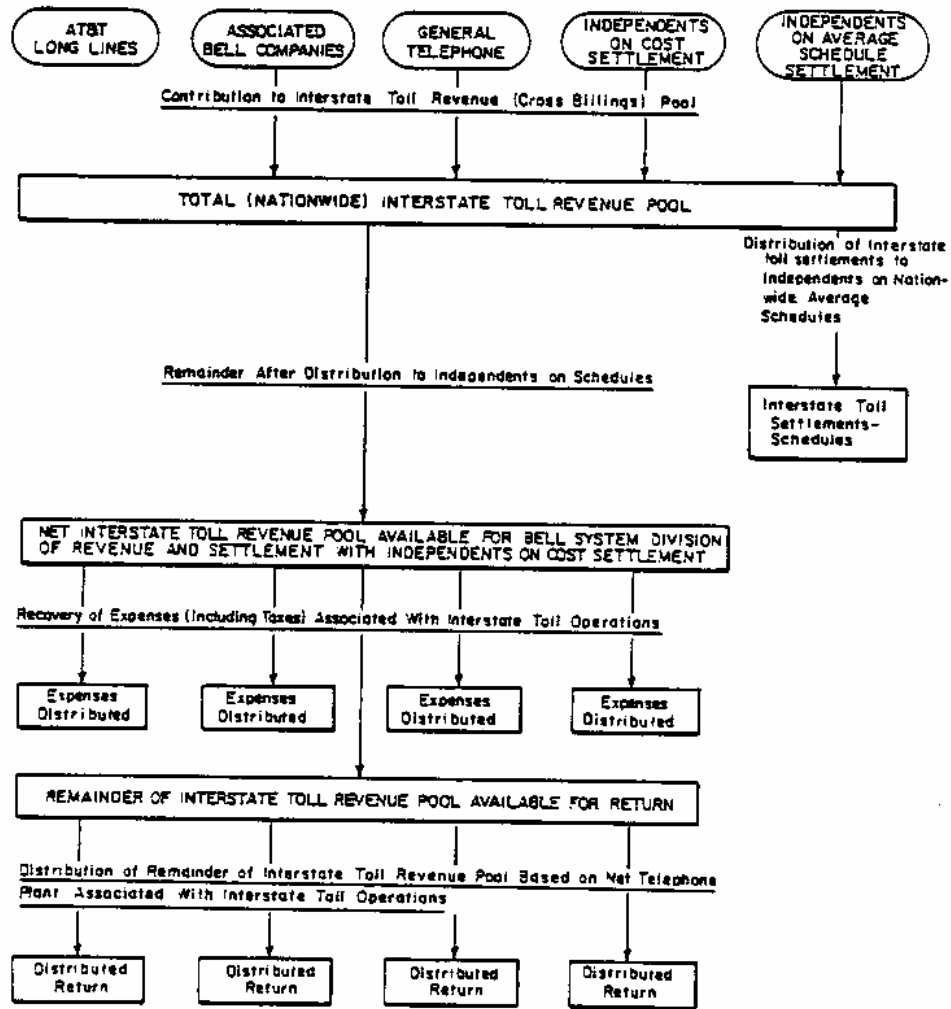 AT&T
LONG LINES
ASSOCIATED
BELL COMPANIES
GENERAL
TELEPHONE
INDEPENDENTS
ON COST
SETTLEMENT
INDEPENDENTS
ON AVERAGE
SCHEDULE
SETTLEMENT
Contribution to Interstate Toll Revenue (Cross Billings) Pool
TOTAL (NATIONWIDE) INTERSTATE TOLL REVENUE POOL
Distribution of Interstate
toll settlements to
Independents on Nation-
wide Average
Schedules
Remainder After Distribution to Independents on Schedules
Interstate Toll
Settlements-
Schedules
NET INTERSTATE TOLL REVENUE POOL AVAILABLE FOR BELL SYSTEM DIVISION
OF REVENUE AND SETTLEMENT WITH INDEPENDENTS ON COST SETTLEMENT
Recovery of Expenses (Including Taxes) Associated With Interstate Toll Operations
Expenses
Distributed
Expenses
Distributed
Expenses
Distributed
Expenses
Distributed
REMAINDER OF INTERSTATE TOLL REVENUE POOL AVAILABLE FOR RETURN
Distribution of Remainder of Interstate Toll Revenue Pool Based on Net Telephone
Plant Associated With Interstate Toll Operations
Distributed
Return
Distributed
Return
Distributed
Return
Distributed
Return